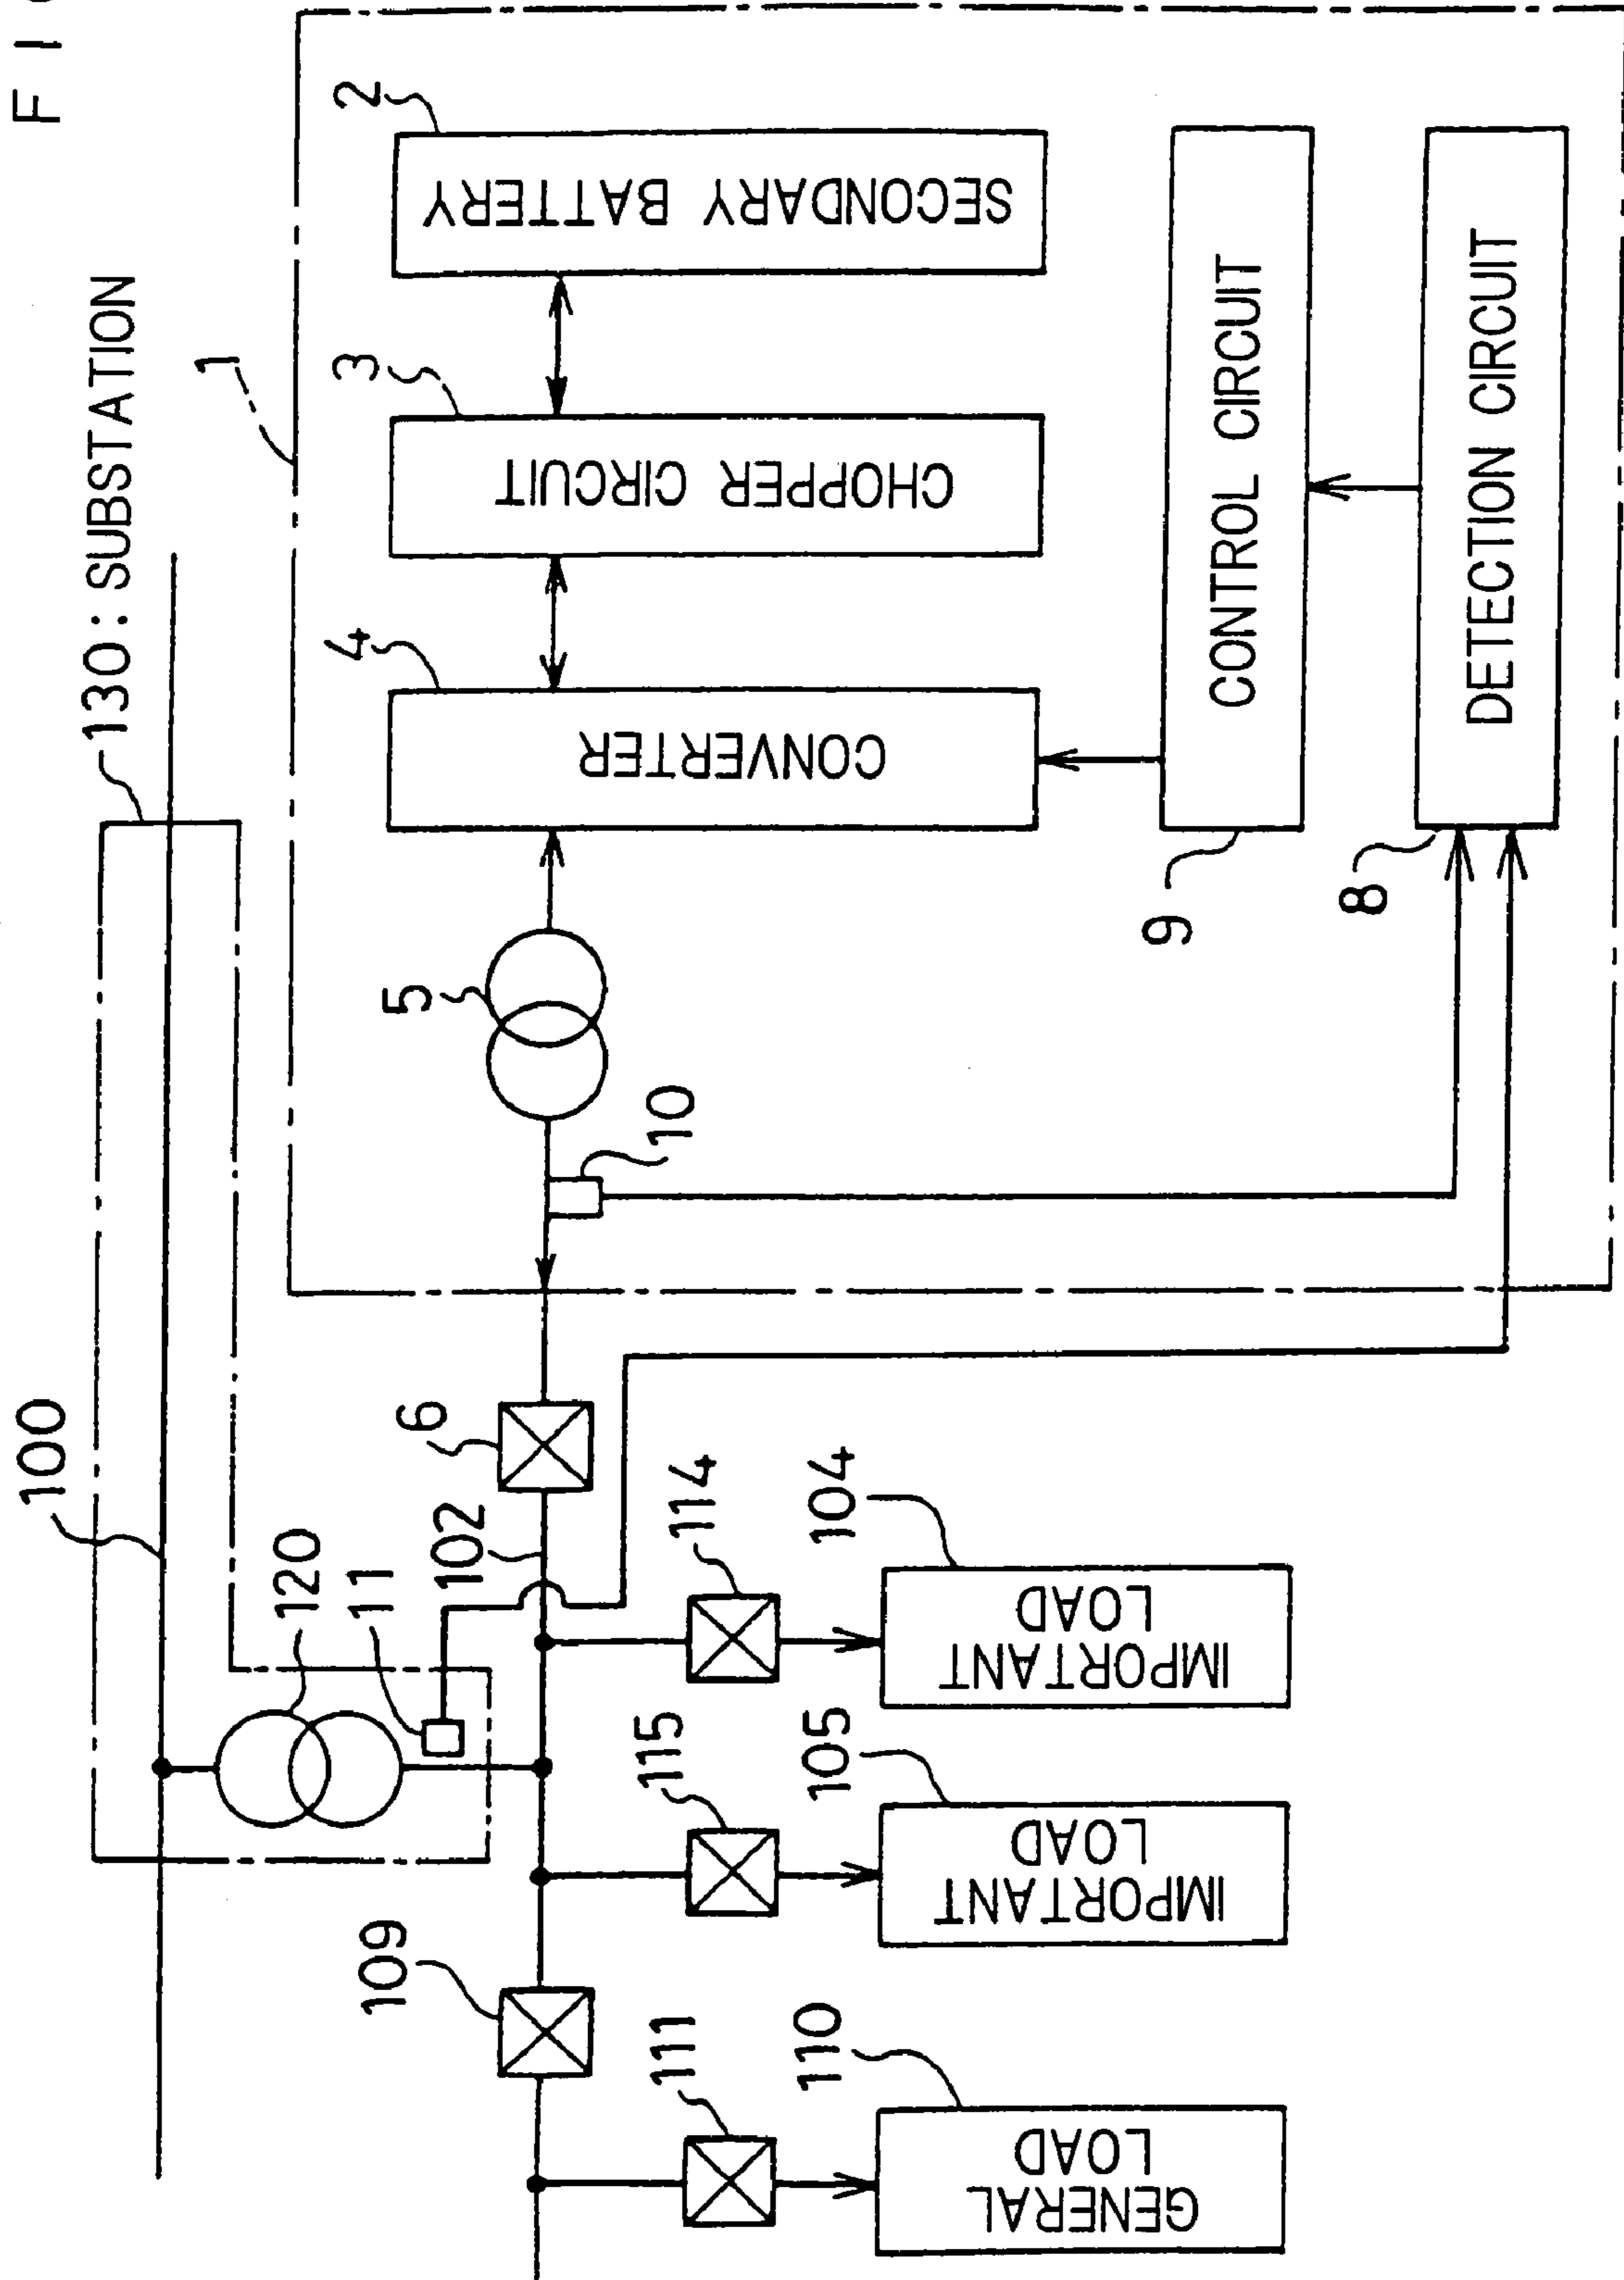 F I G
130: SUBSTATION
100
1
2
SECONDARY BATTERY
3
CHOPPER CIRCUIT
4
CONVERTER
5
CONTROL CIRCUIT
9
DETECTION CIRCUIT
8
10
6
102
120
11
114
104
IMPORTANT
LOAD
115
105
IMPORTANT
LOAD
109
111
110
GENERAL
LOAD